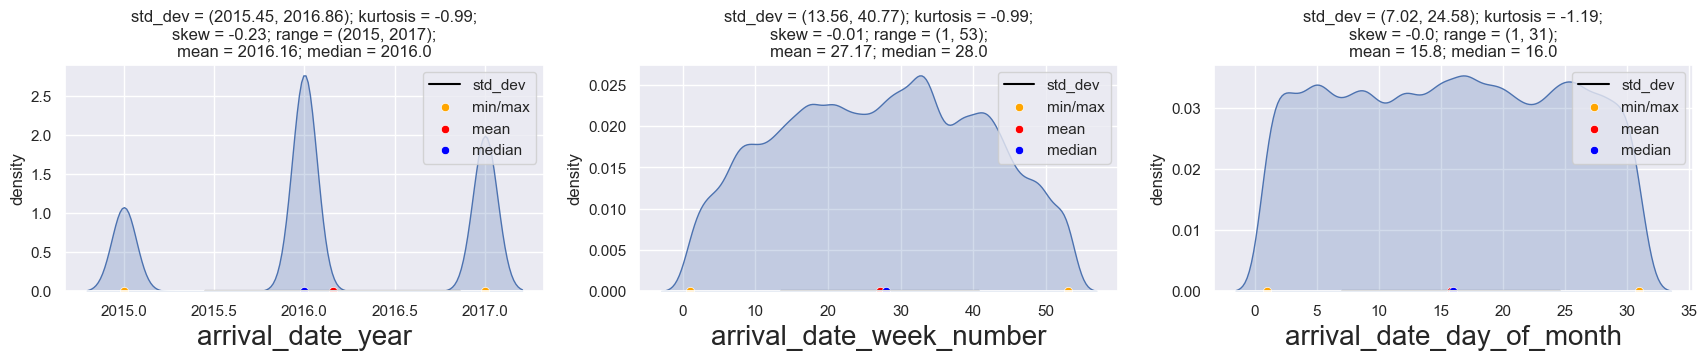 std_dev = (2015.45, 2016.86); kurtosis = -0.99;
skew = -0.23; range = (2015, 2017);
mean = 2016.16; median = 2016.0
std_dev
min/max
mean
median
density
2.5
2.0
1.5
1.0
0.5
0.0
2015.0
2015.5
2016.0
2016.5
2017.0
arrival_date_year
std_dev = (13.56, 40.77); kurtosis = -0.99;
skew = -0.01; range = (1, 53);
mean = 27.17; median = 28.0
std_dev
min/max
mean
median
density
0.025
0.020
0.015
0.010
0.005
0.000
0
10
20
30
40
50
arrival_date_week_number
std_dev = (7.02, 24.58); kurtosis = -1.19;
skew = -0.0; range = (1, 31);
mean = 15.8; median = 16.0
std_dev
min/max
mean
median
density
0.03
0.02
0.01
0.00
0
5
10
15
20
25
30
35
arrival_date_day_of_month